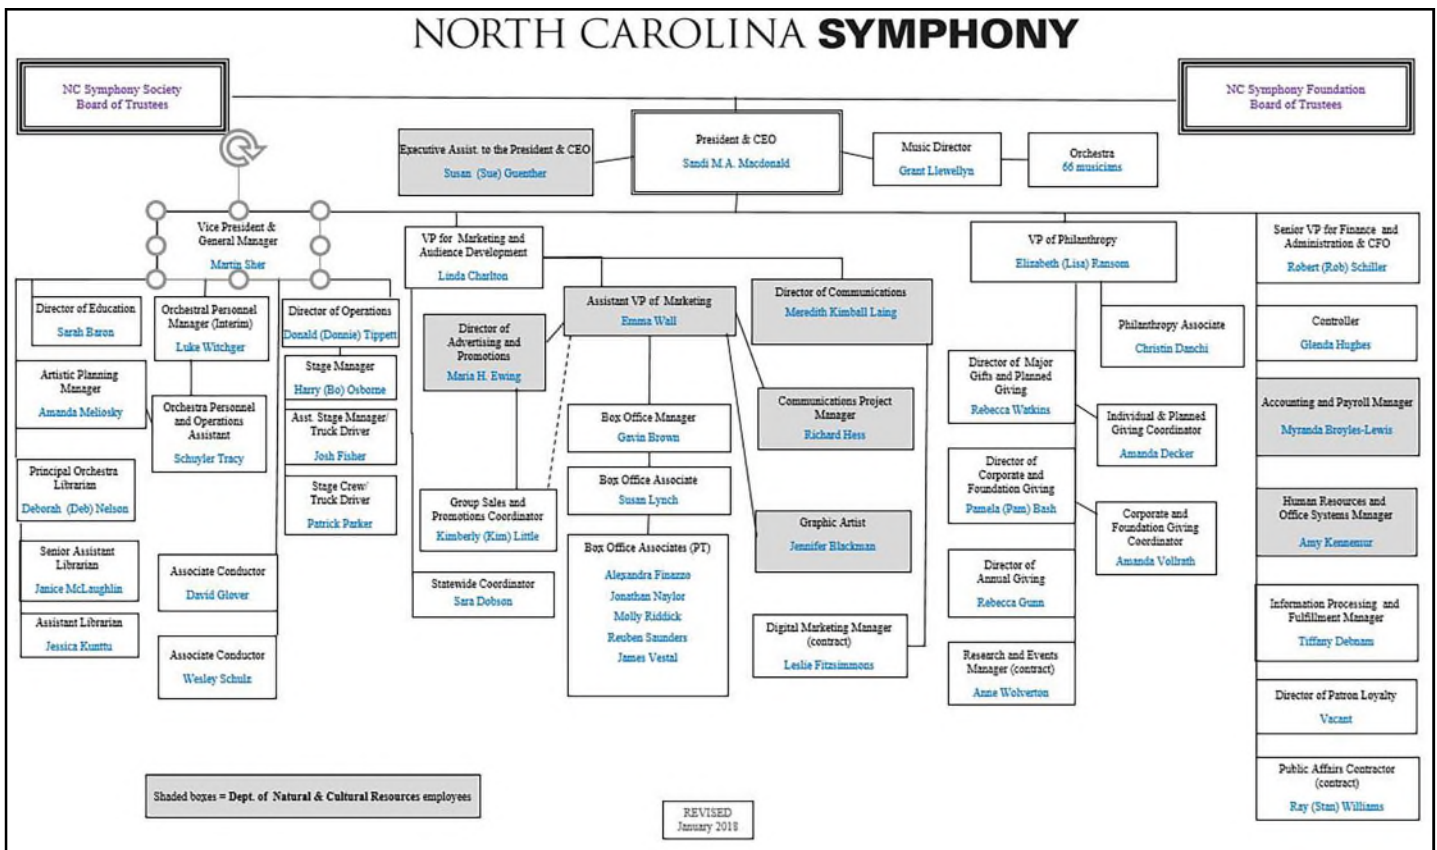 NORTH CAROLINA SYMPHONY
NC Symphony Society
Board of Trustees
NC Symphony Foundation
Board of Trustees
President & CEO
Sandi M.A. Macdonald
Executive Assist. to the President & CEO
Susan (Sue) Guenther
Music Director
Grant Llewellyn
Orchestra
66 musicians
Vice President &
General Manager
Martin Sher
VP for Marketing and
Audience Development
Linda Charlton
VP of Philanthropy
Elizabeth (Lisa) Ransom
Senior VP for Finance and
Administration & CFO
Robert (Rob) Schiller
Director of Education
Sarah Baron
Orchestral Personnel
Manager (Interim)
Luke Witchger
Director of Operations
Donald (Donnie) Tippett
Artistic Planning
Manager
Amanda Meliosky
Orchestra Personnel
and Operations
Assistant
Schuyler Tracy
Stage Manager
Harry (Bo) Osborne
Asst. Stage Manager/
Truck Driver
Josh Fisher
Stage Crew/
Truck Driver
Patrick Parker
Principal Orchestra
Librarian
Deborah (Deb) Nelson
Senior Assistant
Librarian
Janice McLaughlin
Assistant Librarian
Jessica Kunttu
Associate Conductor
David Glover
Associate Conductor
Wesley Schulz
Director of
Advertising and
Promotions
Maria H. Ewing
Assistant VP of Marketing
Emma Wall
Director of Communications
Meredith Kimball Laing
Box Office Manager
Gavin Brown
Box Office Associate
Susan Lynch
Box Office Associates (PT)
Alexandra Finazzo
Jonathan Naylor
Molly Riddick
Reuben Saunders
James Vestal
Group Sales and
Promotions Coordinator
Kimberly (Kim) Little
Statewide Coordinator
Sara Dobson
Communications Project
Manager
Richard Hess
Graphic Artist
Jennifer Blackman
Digital Marketing Manager
(contract)
Leslie Fitzsimmons
Philanthropy Associate
Christin Danchi
Director of Major
Gifts and Planned
Giving
Rebecca Watkins
Individual & Planned
Giving Coordinator
Amanda Decker
Director of
Corporate and
Foundation Giving
Pamela (Pam) Bash
Corporate and
Foundation Giving
Coordinator
Amanda Vollrath
Director of
Annual Giving
Rebecca Gunn
Research and Events
Manager (contract)
Anne Wolverton
Controller
Glenda Hughes
Accounting and Payroll Manager
Myranda Broyles-Lewis
Human Resources and
Office Systems Manager
Amy Kennemur
Information Processing and
Fulfillment Manager
Tiffany Debnam
Director of Patron Loyalty
Vacant
Public Affairs Contractor
(contract)
Ray (Stan) Williams
Shaded boxes = Dept. of Natural & Cultural Resources employees
REVISED
January 2018